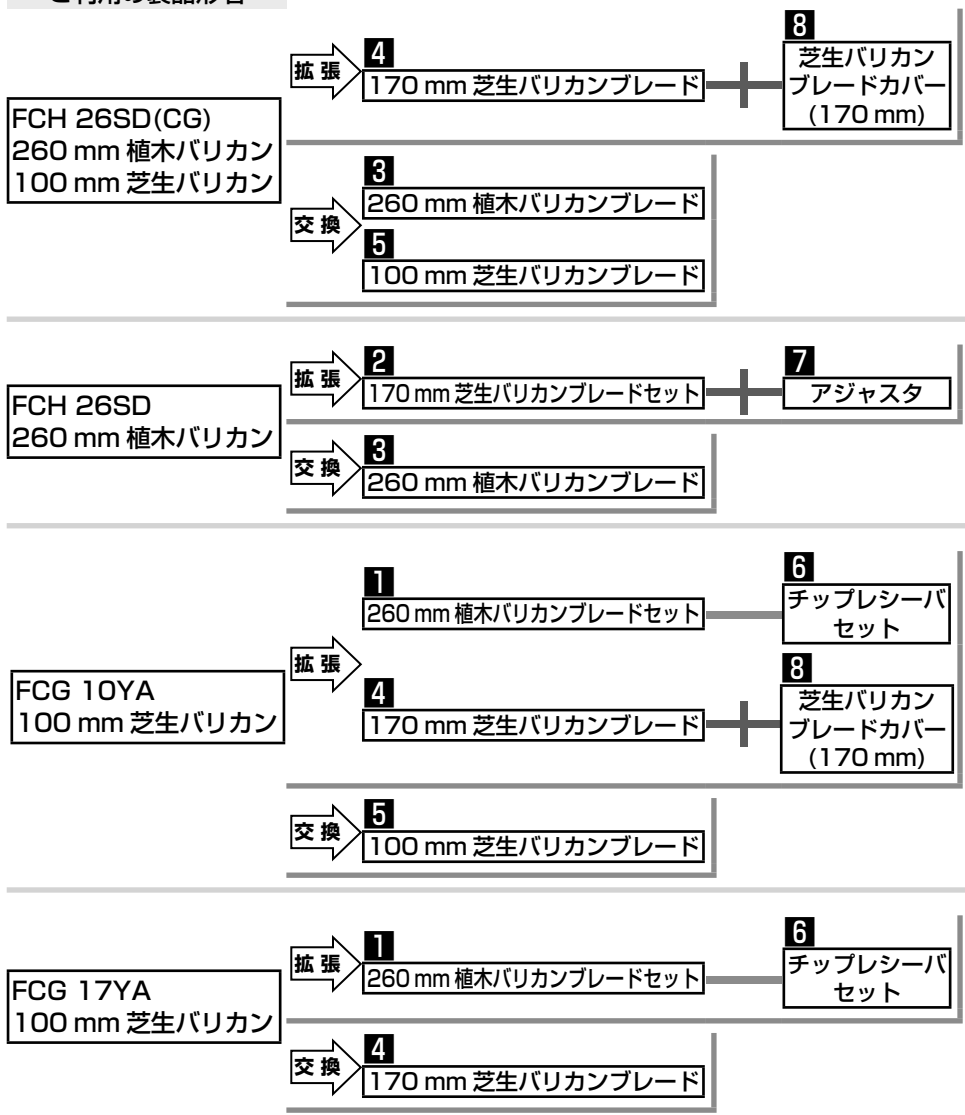 ご利用の製品形名
FCH 26SD(CG)
260 mm 植木バリカン
100 mm 芝生バリカン
拡張
4
170 mm 芝生バリカンブレード
8
芝生バリカン
ブレードカバー
(170 mm)
交換
3
260 mm 植木バリカンブレード
5
100 mm 芝生バリカンブレード
FCH 26SD
260 mm 植木バリカン
拡張
2
170 mm 芝生バリカンブレードセット
7
アジャスタ
交換
3
260 mm 植木バリカンブレード
FCG 10YA
100 mm 芝生バリカン
拡張
1
260 mm 植木バリカンブレードセット
6
チップレシーバ
セット
4
170 mm 芝生バリカンブレード
8
芝生バリカン
ブレードカバー
(170 mm)
交換
5
100 mm 芝生バリカンブレード
FCG 17YA
100 mm 芝生バリカン
拡張
1
260 mm 植木バリカンブレードセット
6
チップレシーバ
セット
交換
4
170 mm 芝生バリカンブレード